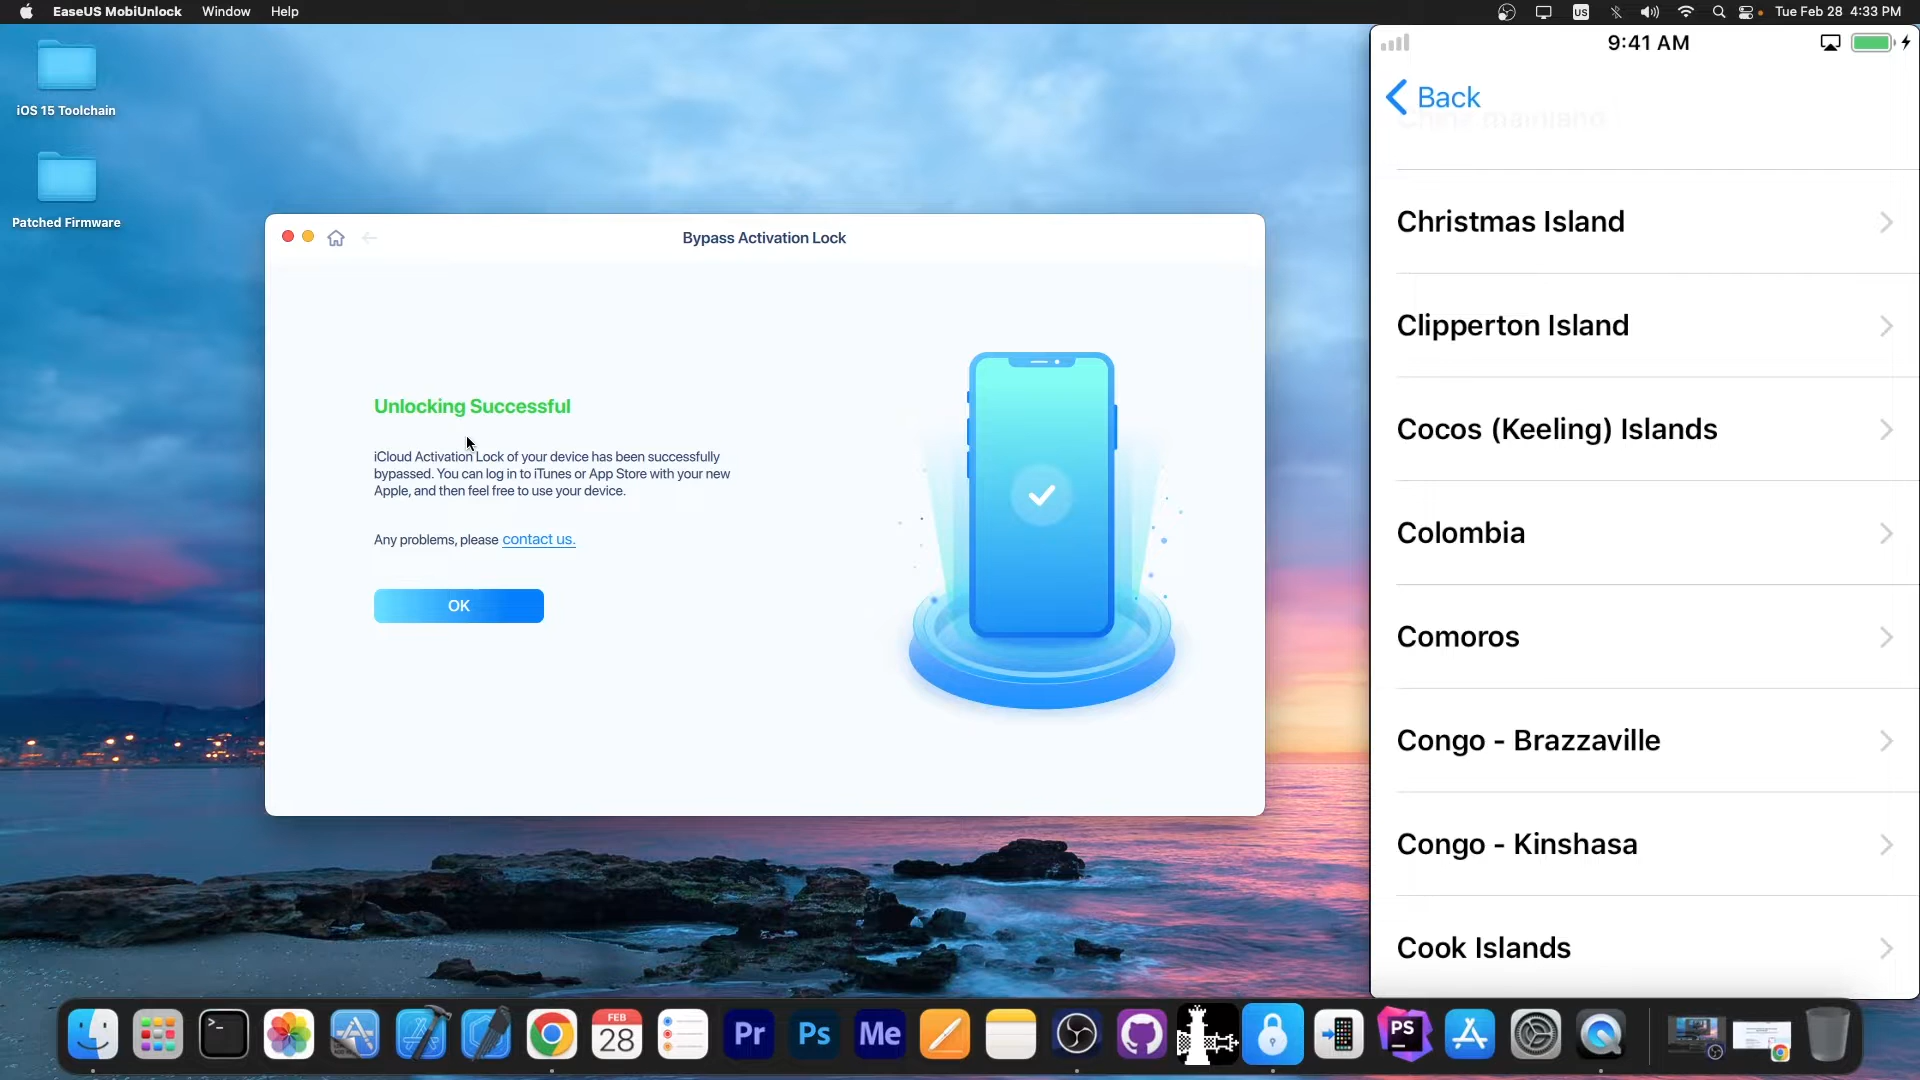 EaseUS MobiUnlock Window Help
US
Tue Feb 28 4:33 PM
iOS 15 Toolchain
Patched Firmware
Bypass Activation Lock
Unlocking Successful
iCloud Activation Lock of your device has been successfully
bypassed. You can log in to iTunes or App Store with your new
Apple, and then feel free to use your device.
Any problems, please contact us.
OK
9:41 AM
Back
China mainland
Christmas Island
Clipperton Island
Cocos (Keeling) Islands
Colombia
Comoros
Congo - Brazzaville
Congo - Kinshasa
Cook Islands
FEB
28
Pr
Ps
Me
PS